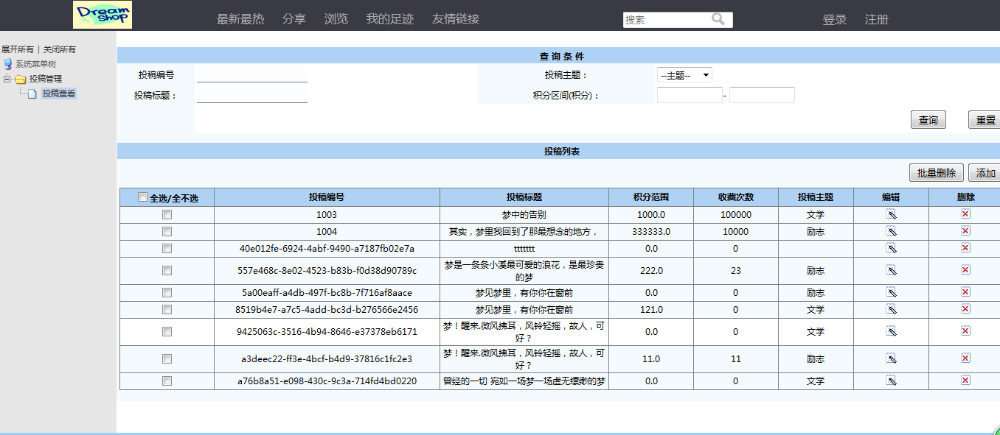 Dream Shop 最新最热 分享 浏览 我的足迹 友情链接 搜索 登录 注册
展开所有 | 关闭所有
系统菜单树
投稿管理
投稿查看
查 询 条 件
投稿编号 投稿主题： --主题--
投稿标题： 积分区间(积分)： -
查询 重置
投稿列表
批量删除 添加
全选/全不选 投稿编号 投稿标题 积分范围 收藏次数 投稿主题 编辑 删除
1003 梦中的告别 1000.0 100000 文学
1004 其实，梦里我回到了那最想念的地方， 333333.0 10000 励志
40e012fe-6924-4abf-9490-a7187fb02e7a ttttttt 0.0 0
557e468c-8e02-4523-b83b-f0d38d90789c 梦是一条条小溪最可爱的浪花，是最珍贵 222.0 23 励志
的梦
5a00eaff-a4db-497f-bc8b-7f716af8aace 梦见梦里，有你你在窗前 0.0 0 励志
8519b4e7-a7c5-4add-bc3d-b276566e2456 梦见梦里，有你你在窗前 121.0 0 文学
9425063c-3516-4b94-8646-e37378eb6171 梦！醒来.微风拂耳，风铃轻摇，故人，可 0.0 0 文学
好？
a3deec22-ff3e-4bcf-b4d9-37816c1fc2e3 梦！醒来.微风拂耳，风铃轻摇，故人，可 11.0 11 励志
好？
a76b8a51-e098-430c-9c3a-714fd4bd0220 曾经的一切 宛如一场梦一场虚无缥缈的梦 0.0 0 文学